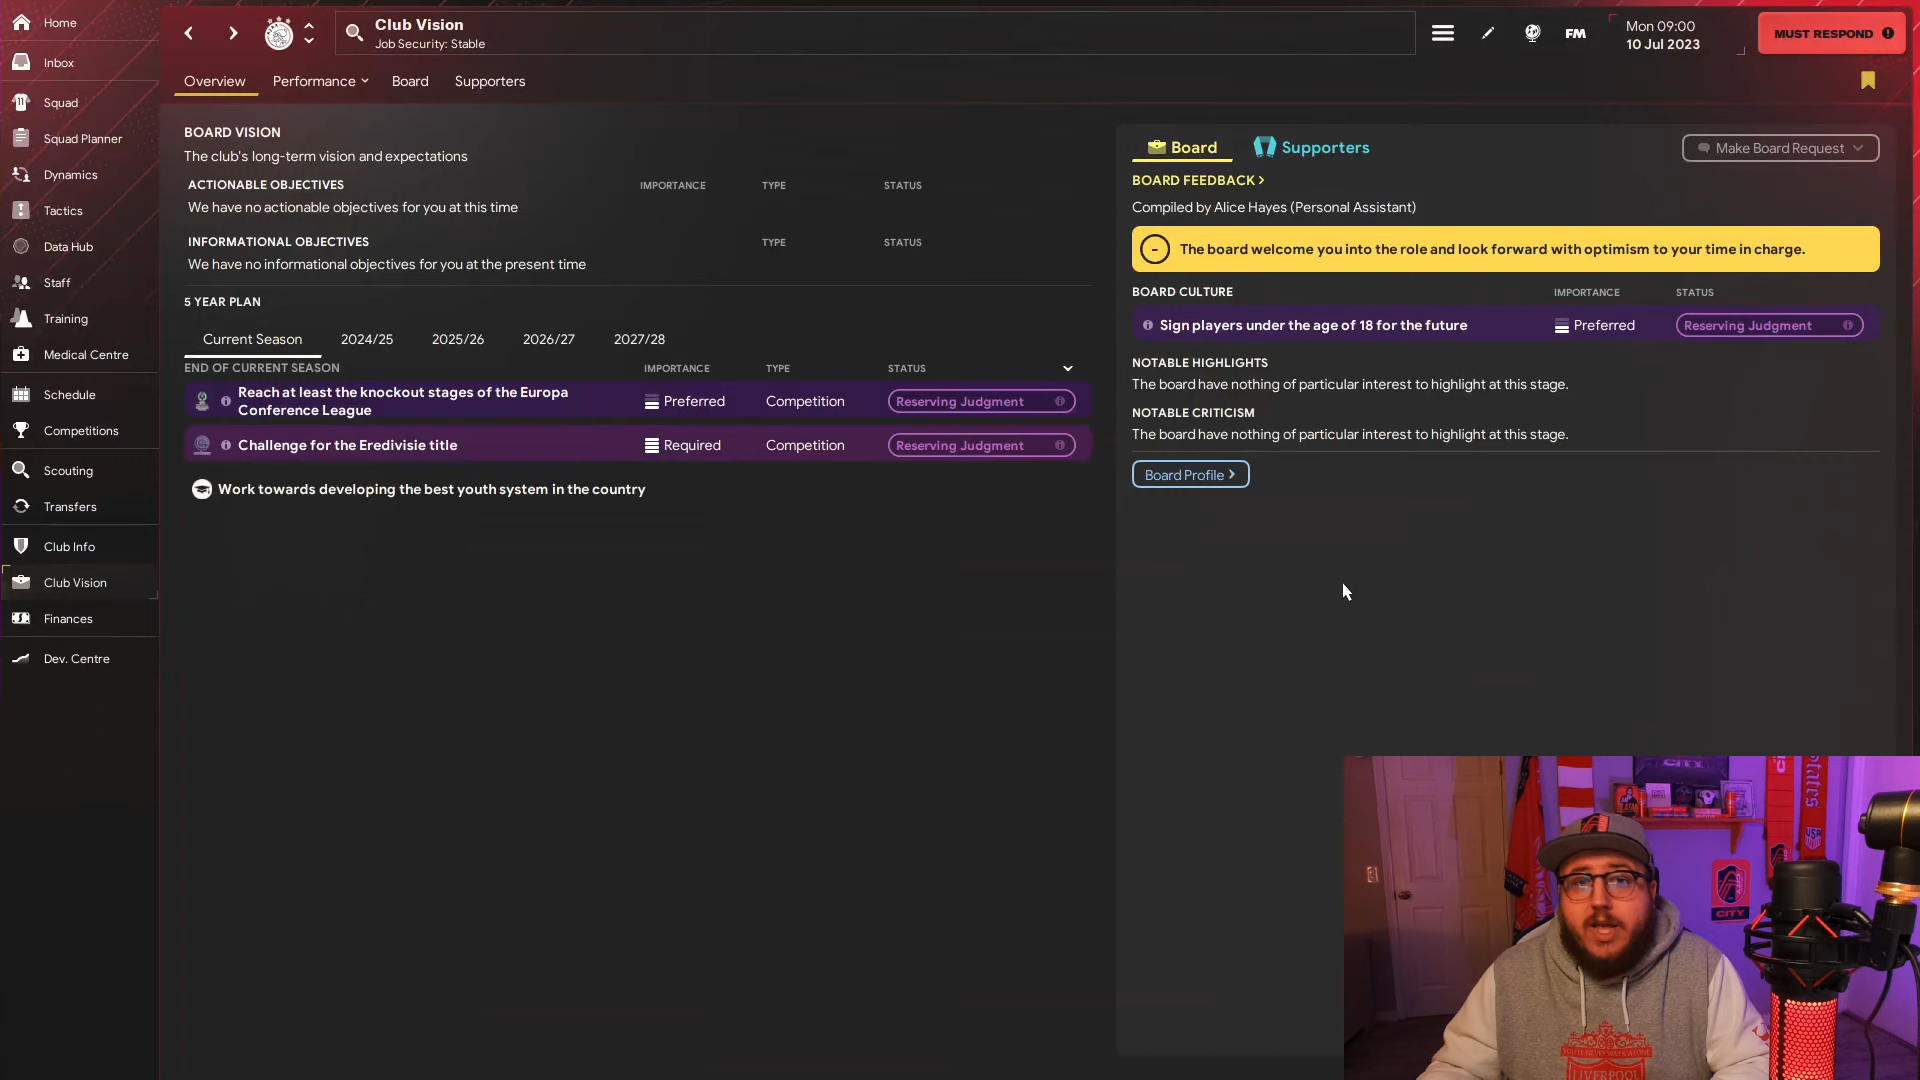 Home
Inbox
Squad
Squad Planner
Dynamics
Tactics
Data Hub
Staff
Training
Medical Centre
Schedule
Competitions
Scouting
Transfers
Club Info
Club Vision
Finances
Dev. Centre
Club Vision
Job Security: Stable
FM
Mon 09:00
10 Jul 2023
MUST RESPOND
Overview
Performance
Board
Supporters
BOARD VISION
The club's long-term vision and expectations
ACTIONABLE OBJECTIVES IMPORTANCE TYPE STATUS
We have no actionable objectives for you at this time
INFORMATIONAL OBJECTIVES TYPE STATUS
We have no informational objectives for you at the present time
5 YEAR PLAN
Current Season 2024/25 2025/26 2026/27 2027/28
END OF CURRENT SEASON IMPORTANCE TYPE STATUS
Reach at least the knockout stages of the Europa
Conference League
Preferred Competition Reserving Judgment
Challenge for the Eredivisie title Required Competition Reserving Judgment
Work towards developing the best youth system in the country
Board Supporters Make Board Request
BOARD FEEDBACK >
Compiled by Alice Hayes (Personal Assistant)
- The board welcome you into the role and look forward with optimism to your time in charge.
BOARD CULTURE IMPORTANCE STATUS
Sign players under the age of 18 for the future Preferred Reserving Judgment
NOTABLE HIGHLIGHTS
The board have nothing of particular interest to highlight at this stage.
NOTABLE CRITICISM
The board have nothing of particular interest to highlight at this stage.
Board Profile >
CITY
States
USA
CITY
LIVERPOOL